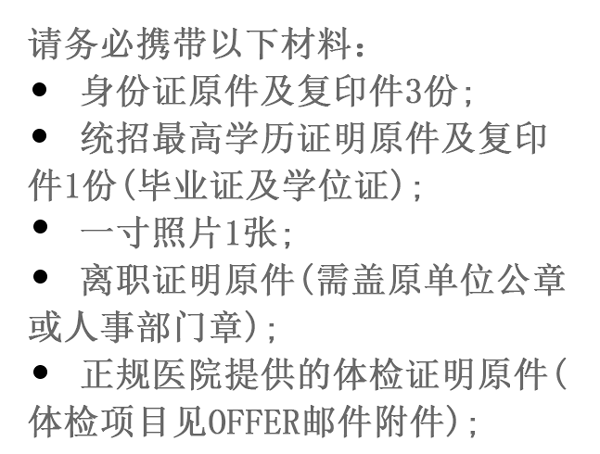 请务必携带以下材料：
● 身份证原件及复印件3份;
● 统招最高学历证明原件及复印
件1份(毕业证及学位证);
● 一寸照片1张;
● 离职证明原件(需盖原单位公章
或人事部门章);
● 正规医院提供的体检证明原件(
体检项目见OFFER邮件附件);